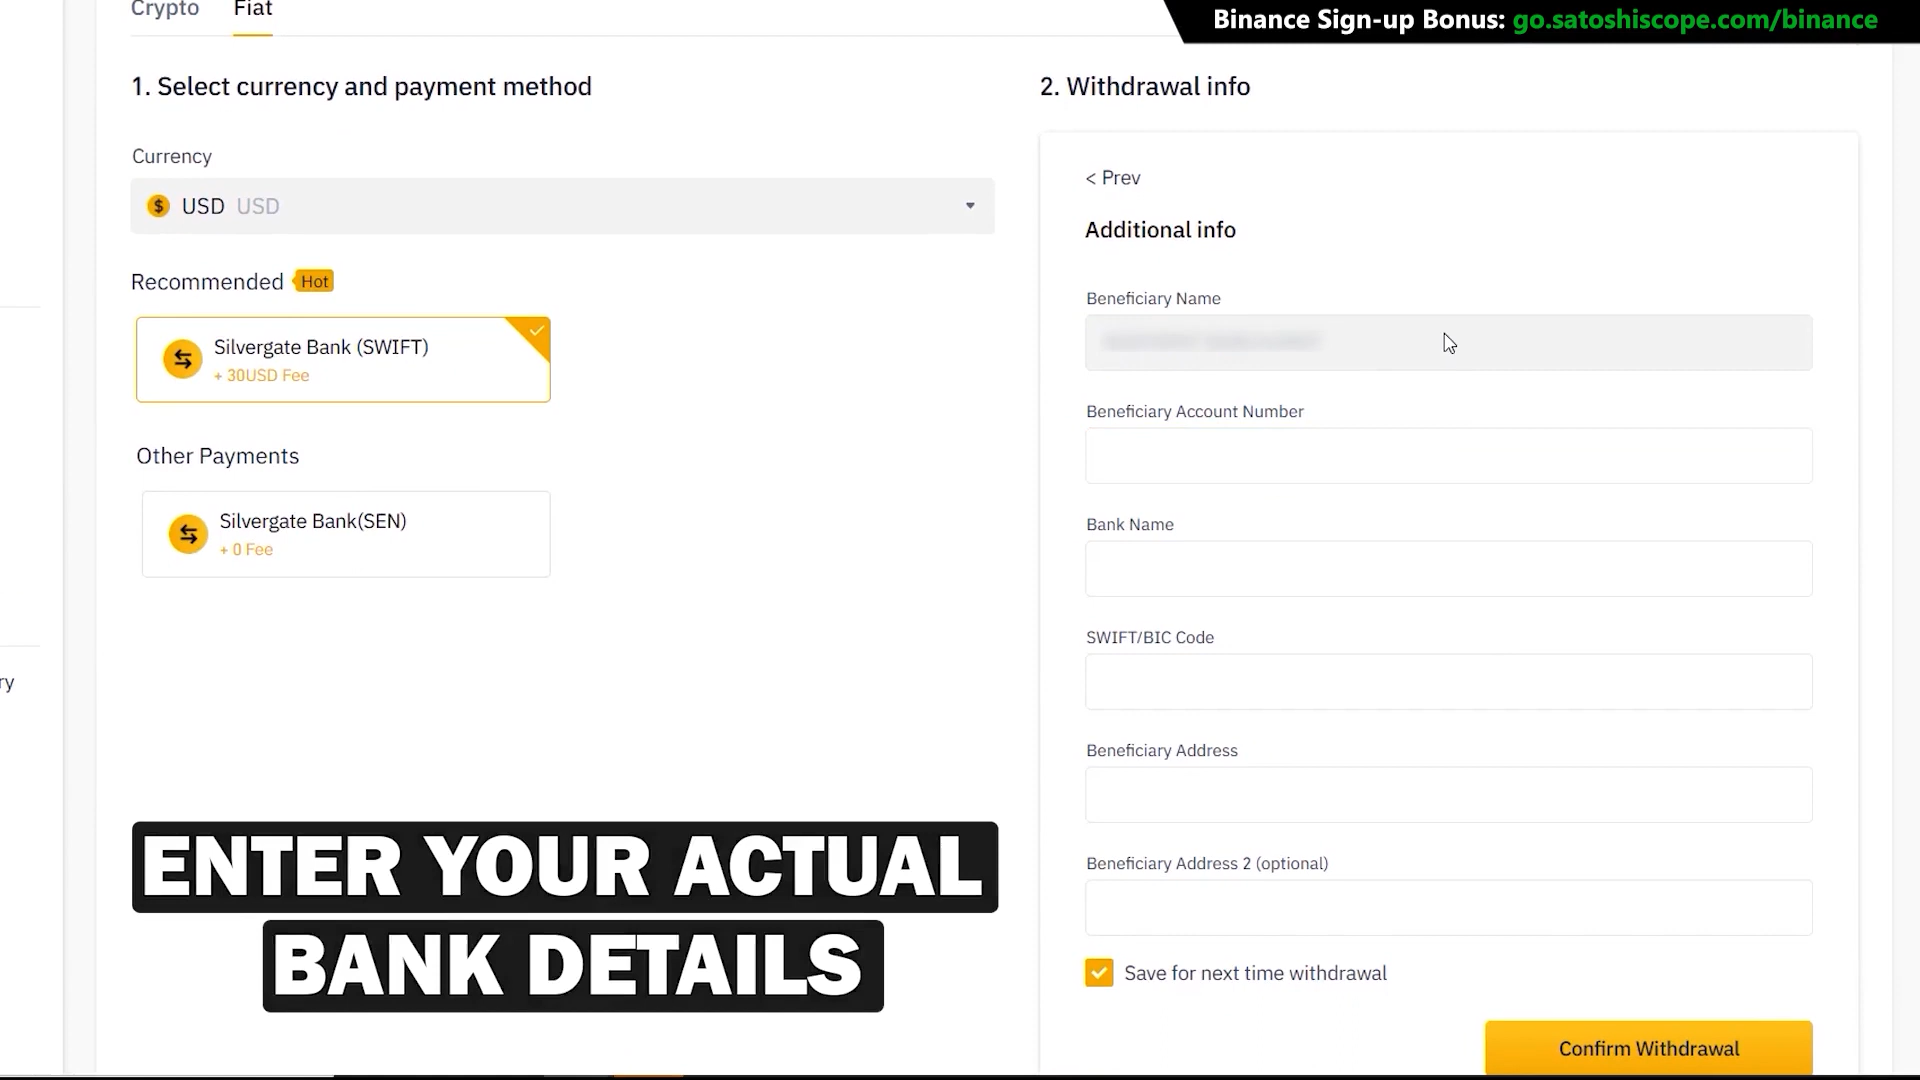 Crypto Fiat
Binance Sign-up Bonus: go.satoshiscope.com/binance
1. Select currency and payment method
Currency
$ USD USD
Recommended Hot
Silvergate Bank (SWIFT)
+ 30USD Fee
Other Payments
Silvergate Bank(SEN)
+ 0 Fee
ry
ENTER YOUR ACTUAL
BANK DETAILS
2. Withdrawal info
< Prev
Additional info
Beneficiary Name
Beneficiary Account Number
Bank Name
SWIFT/BIC Code
Beneficiary Address
Beneficiary Address 2 (optional)
Save for next time withdrawal
Confirm Withdrawal